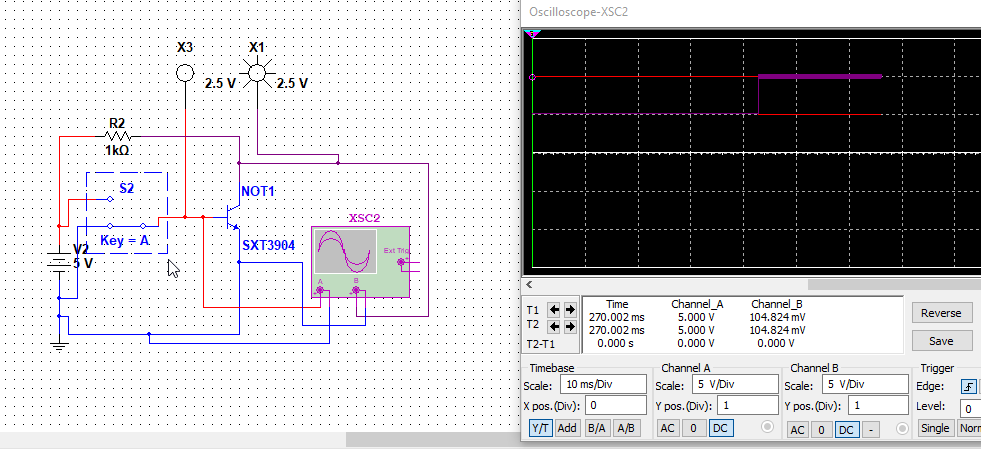 Oscilloscope-XSC2
X3
X1
2.5 V
2.5 V
R2
1kΩ
S2
Key = A
V2
5 V
NOT1
SXT3904
XSC2
Ext Trig
A
B
T1
T2
T2-T1
Time Channel_A Channel_B
270.002 ms 5.000 V 104.824 mV
270.002 ms 5.000 V 104.824 mV
0.000 s 0.000 V 0.000 V
Reverse
Save
Timebase
Scale: 10 ms/Div
X pos.(Div): 0
Y/T Add B/A A/B
Channel A
Scale: 5 V/Div
Y pos.(Div): 1
AC 0 DC
Channel B
Scale: 5 V/Div
Y pos.(Div): 1
AC 0 DC -
Trigger
Edge:
Level: 0
Single Norn